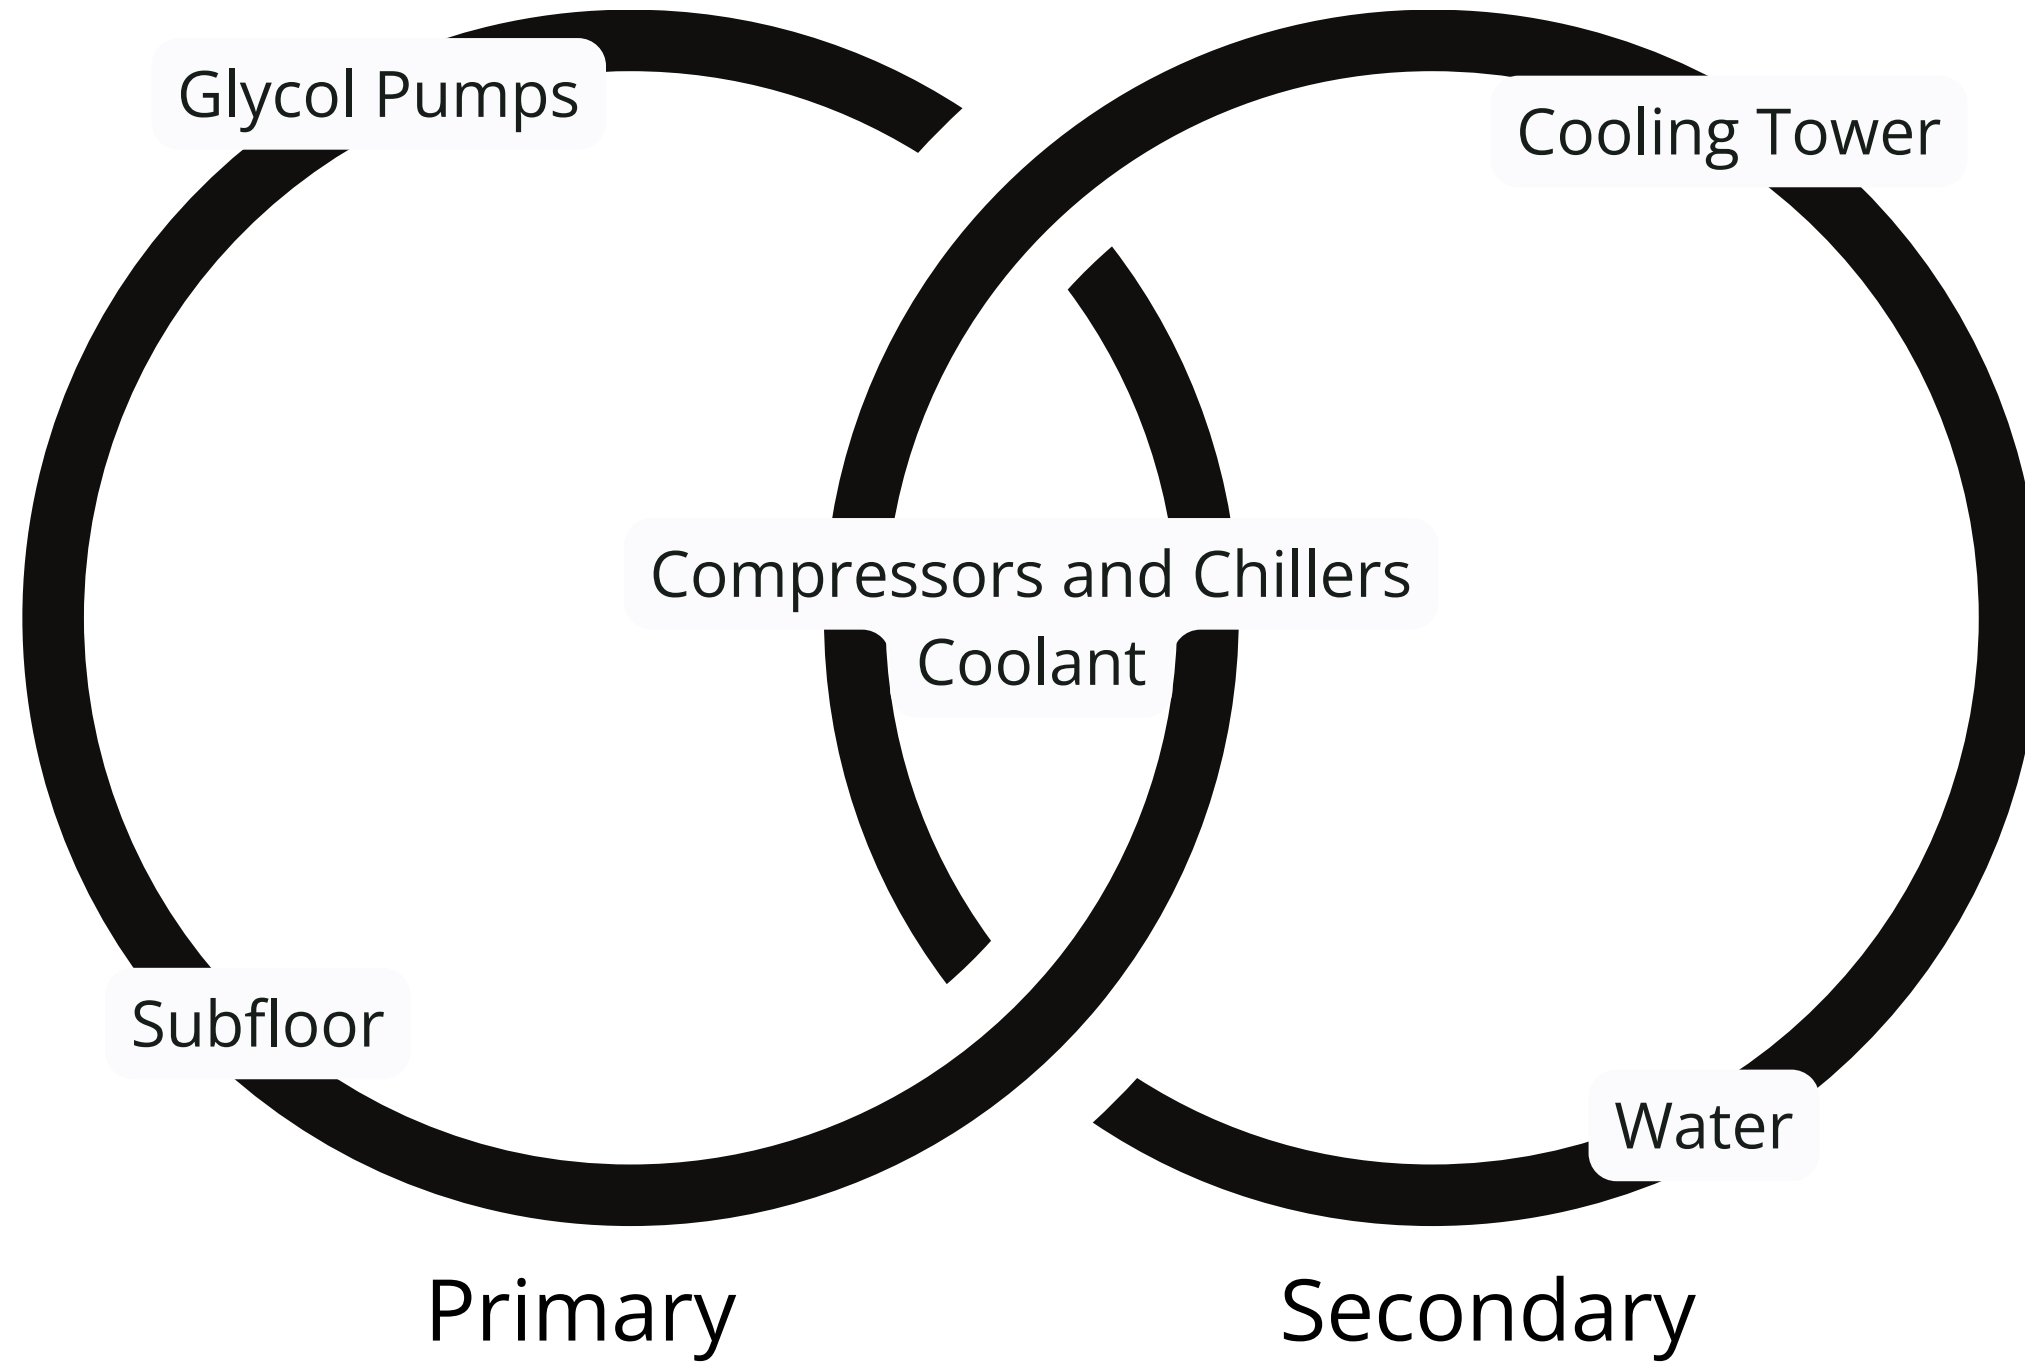 Glycol Pumps
Cooling Tower
Compressors and Chillers
Coolant
Subfloor
Water
Primary
Secondary